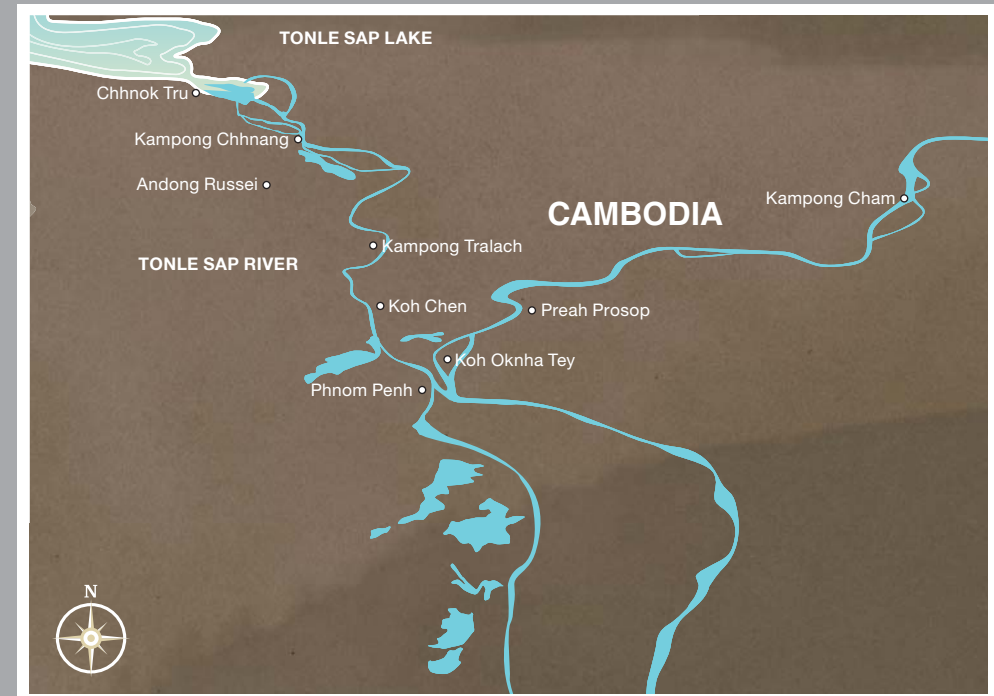 TONLE SAP LAKE
Chhnok Tru
Kampong Chhnang
Andong Russei
Kampong Cham
CAMBODIA
Kampong Tralach
TONLE SAP RIVER
Koh Chen
Preah Prosop
Koh Oknha Tey
Phnom Penh
N